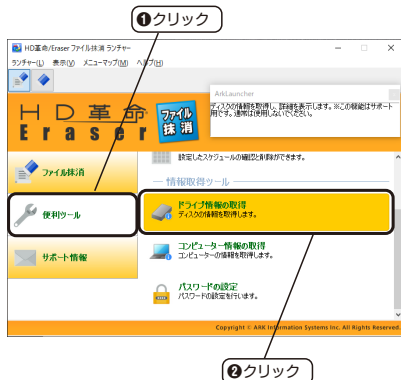 ❶クリック
HD革命/Eraser ファイル抹消 ランチャー
ランチャー(L) 表示(V) メニューマップ(M) ヘルプ(H)
ArkLauncher
ディスクの情報を取得し、詳細を表示します。※この機能はサポート
用です。通常は使用しないでください。
HD革命
Eraser
ファイル
抹消
設定したスケジュールの確認と削除ができます。
ファイル抹消
情報取得ツール
便利ツール
ドライブ情報の取得
ディスクの情報を取得します。
サポート情報
コンピューター情報の取得
コンピューターの情報を取得します。
パスワードの設定
パスワードの設定を行います。
Copyright © ARK Information Systems Inc. All Rights Reserved.
❷クリック